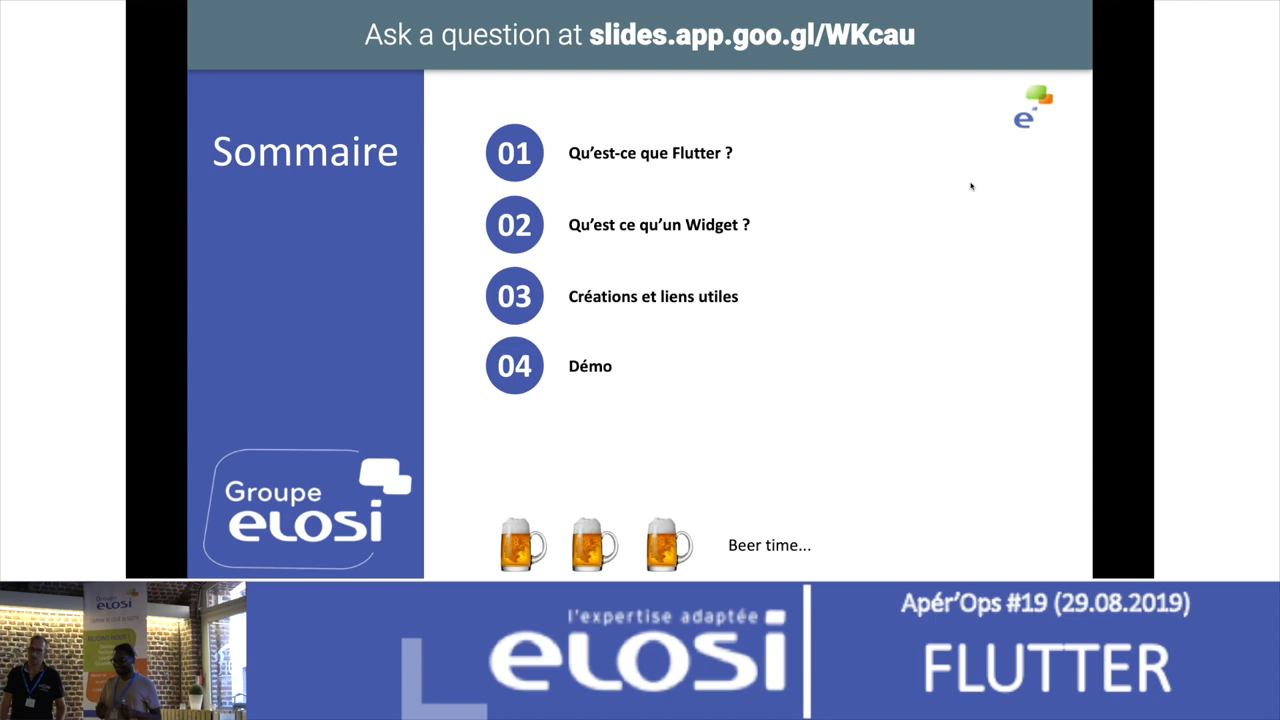 Ask a question at slides.app.goo.gl/WKcau
Sommaire
01 Qu'est-ce que Flutter ?
02 Qu'est ce qu'un Widget ?
03 Créations et liens utiles
04 Démo
e
Groupe
eLOSi
Beer time...
Groupe
eLOSi
l'expertise adaptée
eLOSi
Apér'Ops #19 (29.08.2019)
FLUTTER